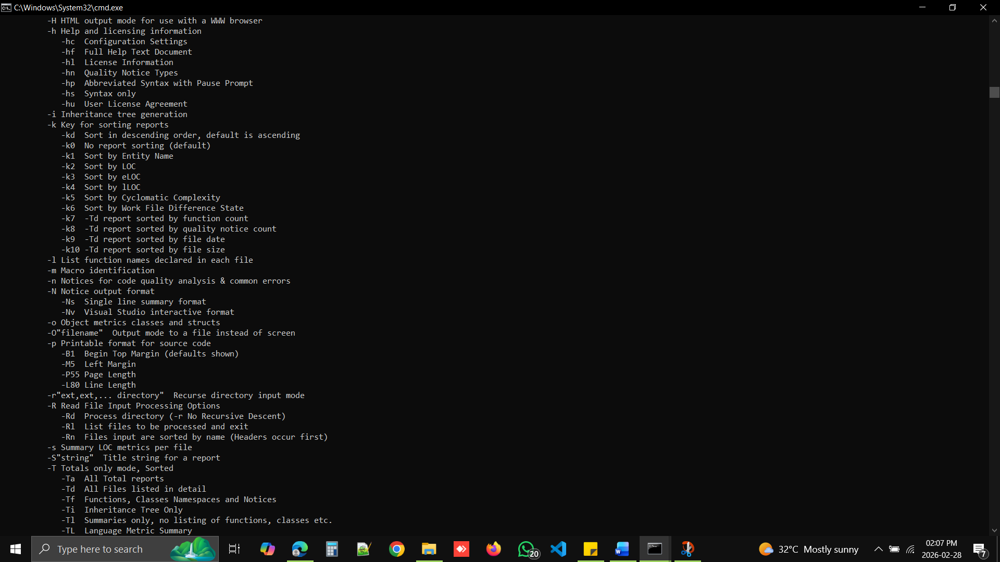 C:\Windows\System32\cmd.exe
-H HTML output mode for use with a WWW browser
-h Help and licensing information
-hc  Configuration Settings
-hf  Full Help Text Document
-hl  License Information
-hn  Quality Notice Types
-hp  Abbreviated Syntax with Pause Prompt
-hs  Syntax only
-hu  User License Agreement
-i Inheritance tree generation
-k Key for sorting reports
-kd  Sort in descending order, default is ascending
-k0  No report sorting (default)
-k1  Sort by Entity Name
-k2  Sort by LOC
-k3  Sort by eLOC
-k4  Sort by lLOC
-k5  Sort by Cyclomatic Complexity
-k6  Sort by Work File Difference State
-k7  -Td report sorted by function count
-k8  -Td report sorted by quality notice count
-k9  -Td report sorted by file date
-k10 -Td report sorted by file size
-l List function names declared in each file
-m Macro identification
-n Notices for code quality analysis & common errors
-N Notice output format
-Ns  Single line summary format
-Nv  Visual Studio interactive format
-o Object metrics classes and structs
-O"filename"  Output mode to a file instead of screen
-p Printable format for source code
-B1  Begin Top Margin (defaults shown)
-M5  Left Margin
-P55 Page Length
-L80 Line Length
-r"ext,ext,... directory"  Recurse directory input mode
-R Read File Input Processing Options
-Rd  Process directory (-r No Recursive Descent)
-Rl  List files to be processed and exit
-Rn  Files input are sorted by name (Headers occur first)
-s Summary LOC metrics per file
-S"string"  Title string for a report
-T Totals only mode, Sorted
-Ta  All Total reports
-Td  All Files listed in detail
-Tf  Functions, Classes Namespaces and Notices
-Ti  Inheritance Tree Only
-Tl  Summaries only, no listing of functions, classes etc.
-TL  Language Metric Summary
Type here to search
20
32°C  Mostly sunny
02:07 PM
2026-02-28
7